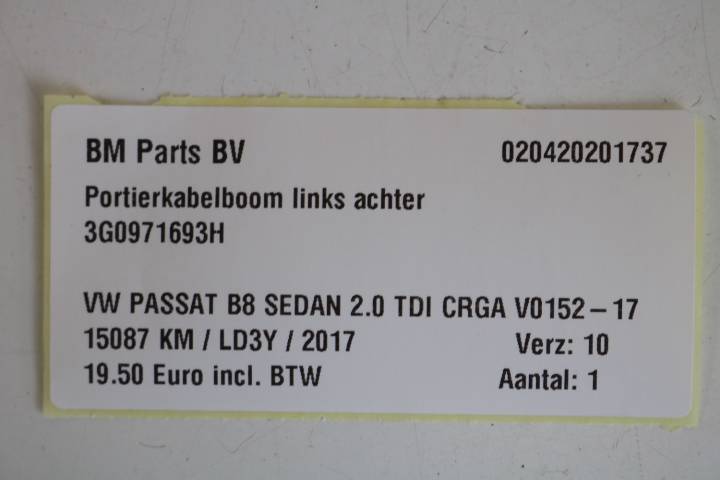 BM Parts BV 020420201737
Portierkabelboom links achter
3G0971693H
VW PASSAT B8 SEDAN 2.0 TDI CRGA V0152-17
15087 KM / LD3Y / 2017 Verz: 10
19.50 Euro incl. BTW Aantal: 1